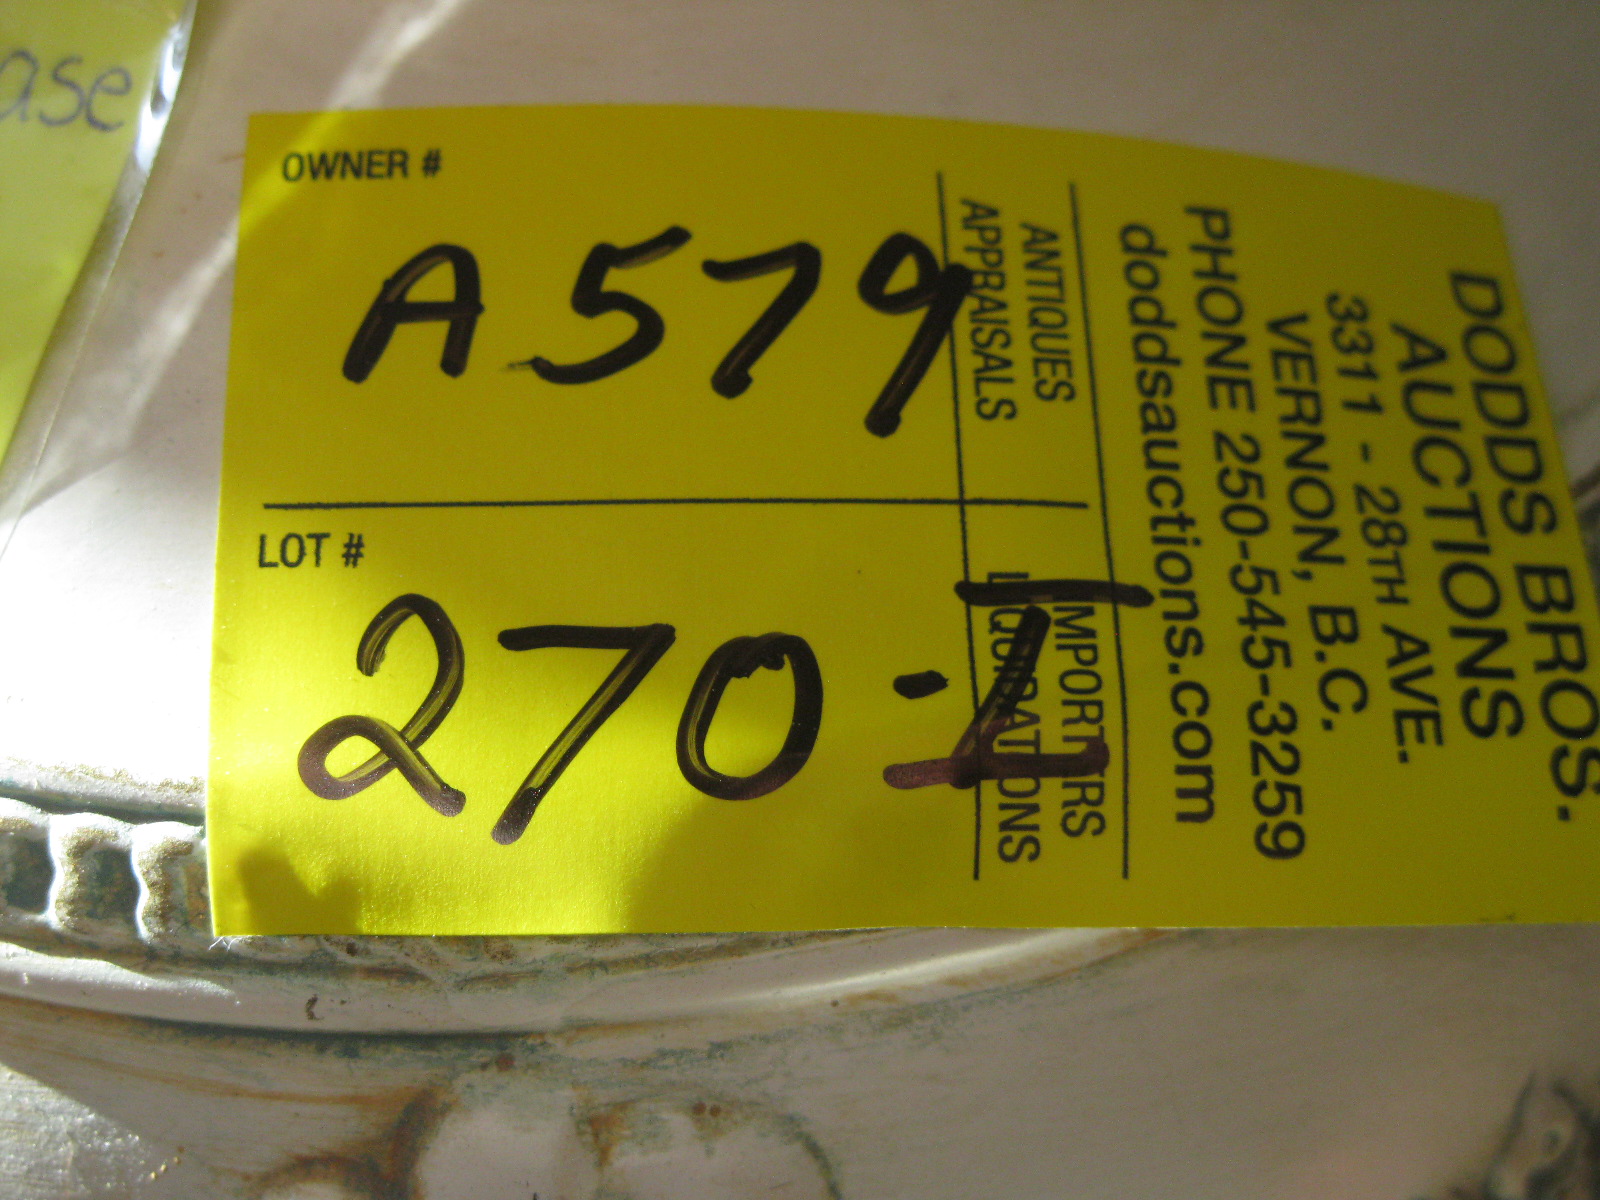 ase
OWNER #
A579
LOT #
270-I
ANTIQUES IMPORTERS
APPRAISALS LIQUIDATIONS
DODDS BROS.
AUCTIONS
3311 - 28TH AVE.
VERNON, B.C.
PHONE 250-545-3259
doddsauctions.com